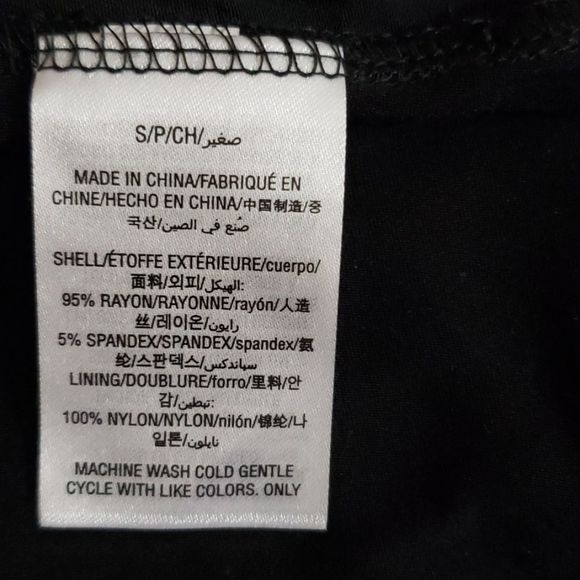 S/P/CH/صغير
MADE IN CHINA/FABRIQUÉ EN
CHINE/HECHO EN CHINA/中国制造/중
국산/صُنع في الصين
SHELL/ÉTOFFE EXTÉRIEURE/cuerpo/
面料/외피/الهيكل:
95% RAYON/RAYONNE/rayón/人造
丝/레이온/رايون
5% SPANDEX/SPANDEX/spandex/氨
纶/스판덱스/سباندكس
LINING/DOUBLURE/forro/里料/안
감/تبطين:
100% NYLON/NYLON/nilón/锦纶/나
일론/نايلون
MACHINE WASH COLD GENTLE
CYCLE WITH LIKE COLORS. ONLY